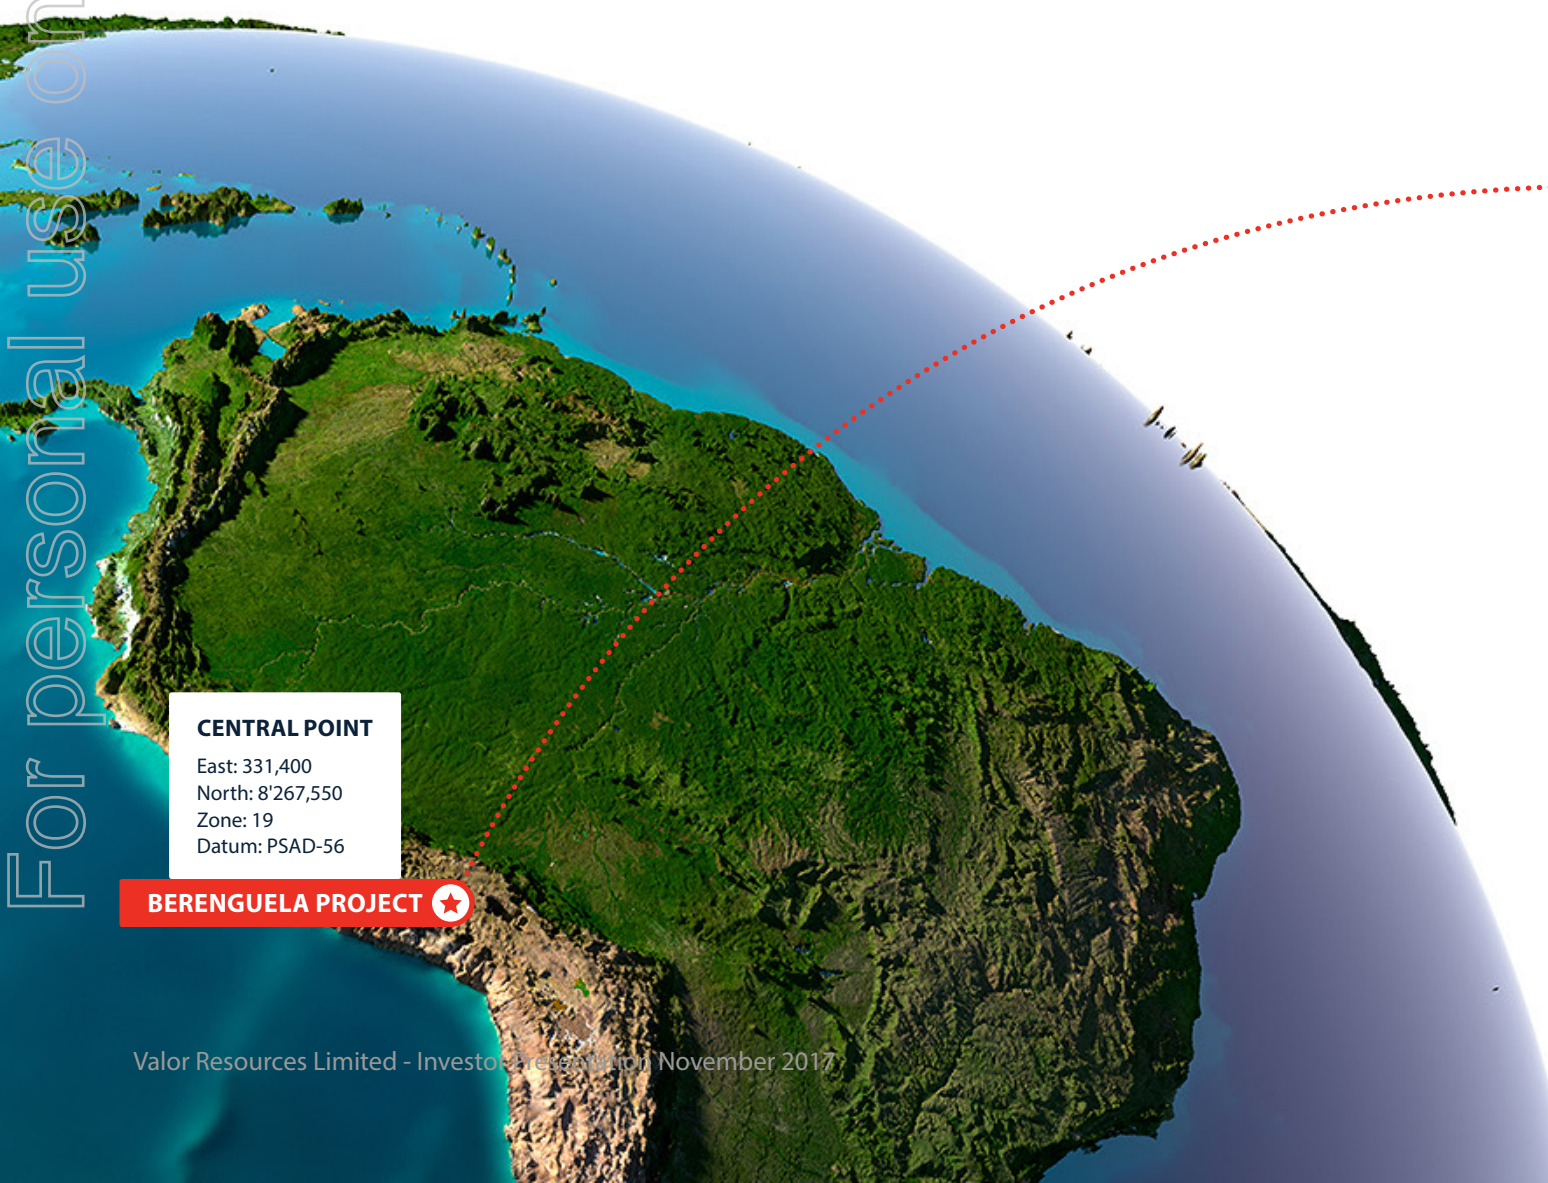 For personal use on
CENTRAL POINT
East: 331,400
North: 8'267,550
Zone: 19
Datum: PSAD-56
BERENGUELA PROJECT
Valor Resources Limited - Investor Presentation November 2017